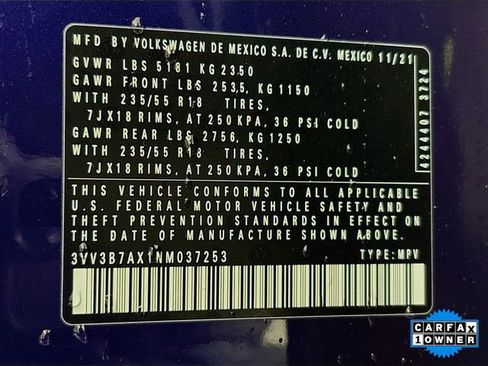 MFD BY VOLKSWAGEN DE MEXICO S.A. DE C.V. MEXICO 11/21
GVWR LBS 5181 KG 2350
GAWR FRONT LBS 2535, KG 1150
WITH 235/55 R18 TIRES,
7JX18 RIMS, AT 250KPA, 36 PSI COLD
GAWR REAR LBS 2756, KG 1250
WITH 235/55 R18 TIRES,
7JX18 RIMS, AT 250KPA, 36 PSI COLD
THIS VEHICLE CONFORMS TO ALL APPLICABLE
U.S. FEDERAL MOTOR VEHICLE SAFETY AND
THEFT PREVENTION STANDARDS IN EFFECT ON
THE DATE OF MANUFACTURE SHOWN ABOVE.
3VV3B7AX1NM037253 TYPE: MPV
4241407 3724
CARFAX
1 OWNER